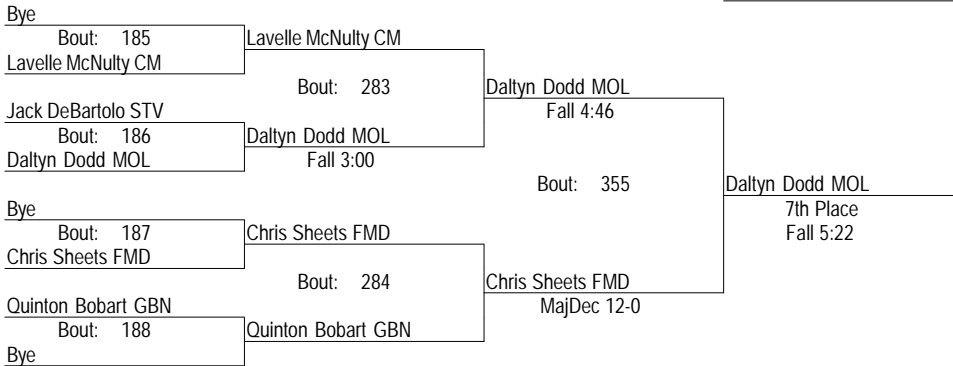 Bye
Bout: 185
Lavelle McNulty CM
Lavelle McNulty CM
Bout: 283
Daltyn Dodd MOL
Fall 4:46
Jack DeBartolo STV
Bout: 186
Daltyn Dodd MOL
Daltyn Dodd MOL
Fall 3:00
Bout: 355
Daltyn Dodd MOL
7th Place
Fall 5:22
Bye
Bout: 187
Chris Sheets FMD
Chris Sheets FMD
Bout: 284
Chris Sheets FMD
MajDec 12-0
Quinton Bobart GBN
Bout: 188
Quinton Bobart GBN
Bye